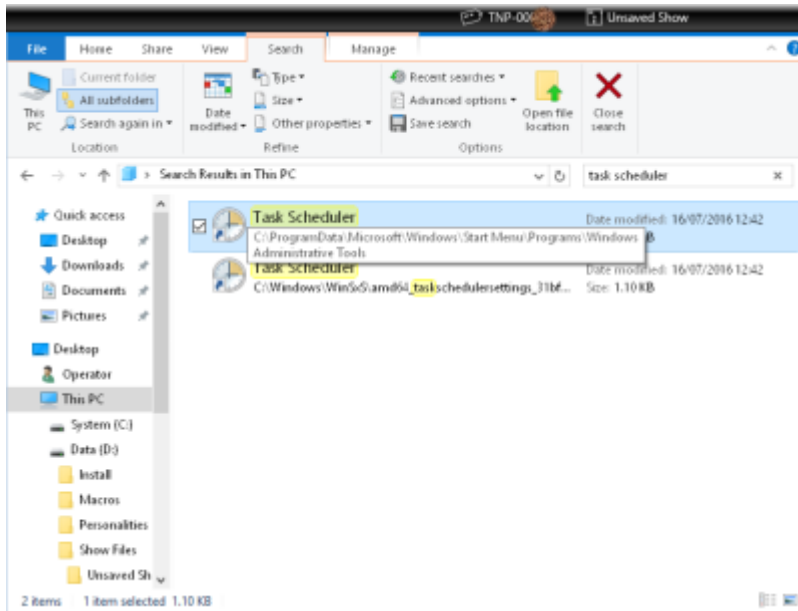 Unsaved Show
File Home Share View Search Manage
This PC
Current folder
All subfolders
Search again in
Location
Date modified
Type
Size
Other properties
Refine
Recent searches
Advanced options
Save search
Options
Open file location
Close search
Search Results in This PC
task scheduler
Quick access
Desktop
Downloads
Documents
Pictures
Desktop
Operator
This PC
System (C:)
Data (D:)
Install
Macros
Personalities
Show Files
Unsaved Sh
Task Scheduler
Date modified: 16/07/2016 12:42
C:\ProgramData\Microsoft\Windows\Start Menu\Programs\Windows
Administrative Tools
Task Scheduler
Date modified: 16/07/2016 12:42
C:\Windows\WinSxS\amd64_taskschedulersettings_31bf...
Size: 1.10 KB
2 items 1 item selected 1.10 KB